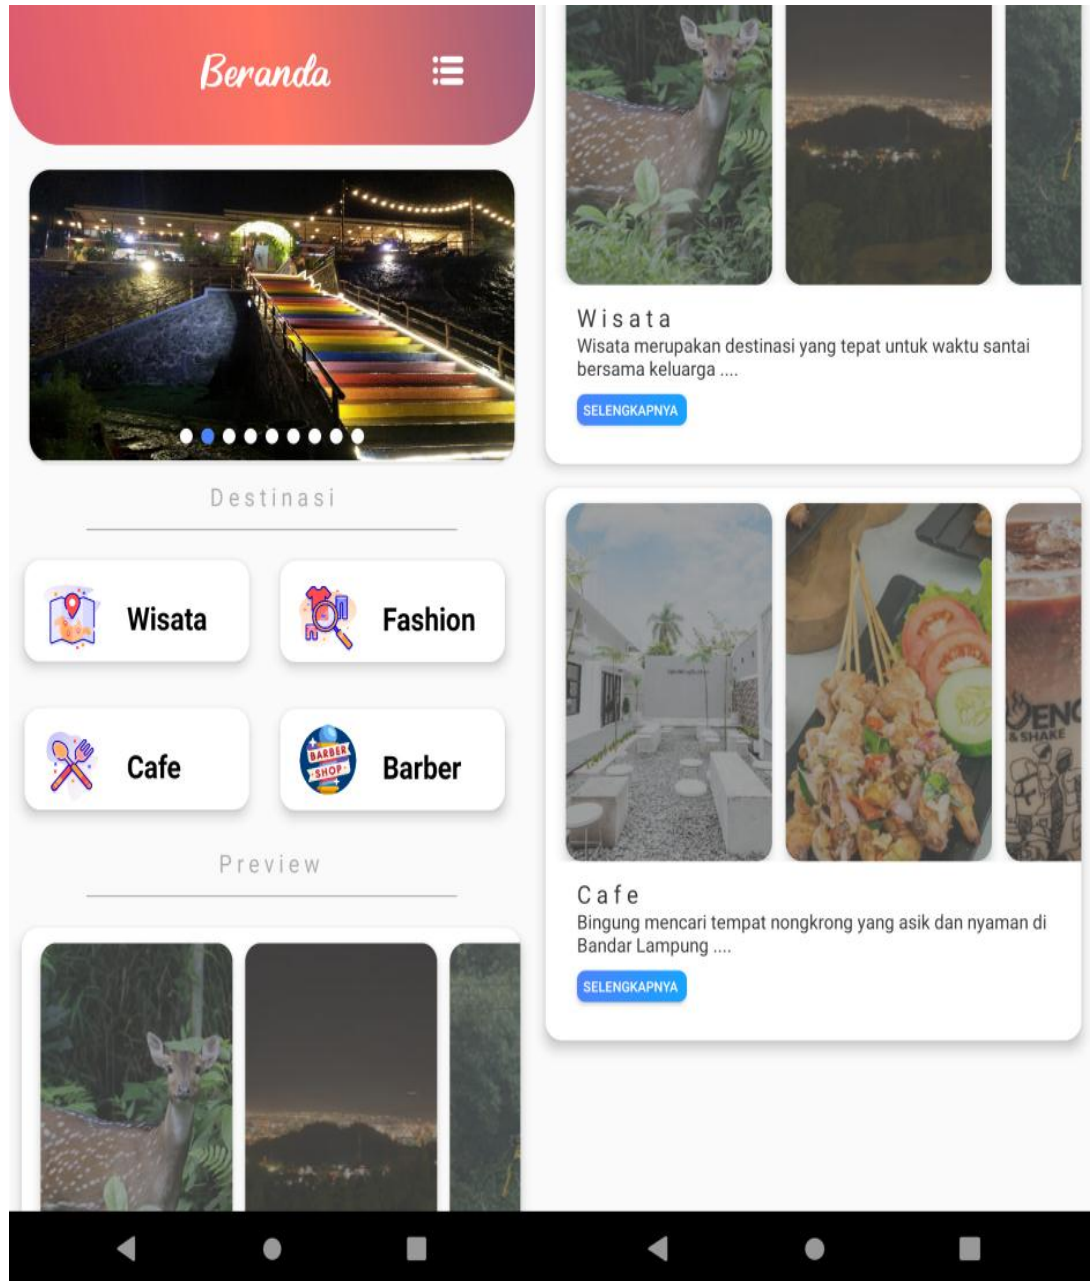 Beranda
Destinasi
Wisata
Fashion
Cafe
BARBER
SHOP
Barber
Preview
Wisata
Wisata merupakan destinasi yang tepat untuk waktu santai
bersama keluarga ....
SELENGKAPNYA
& SHAKE
Cafe
Bingung mencari tempat nongkrong yang asik dan nyaman di
Bandar Lampung ....
SELENGKAPNYA